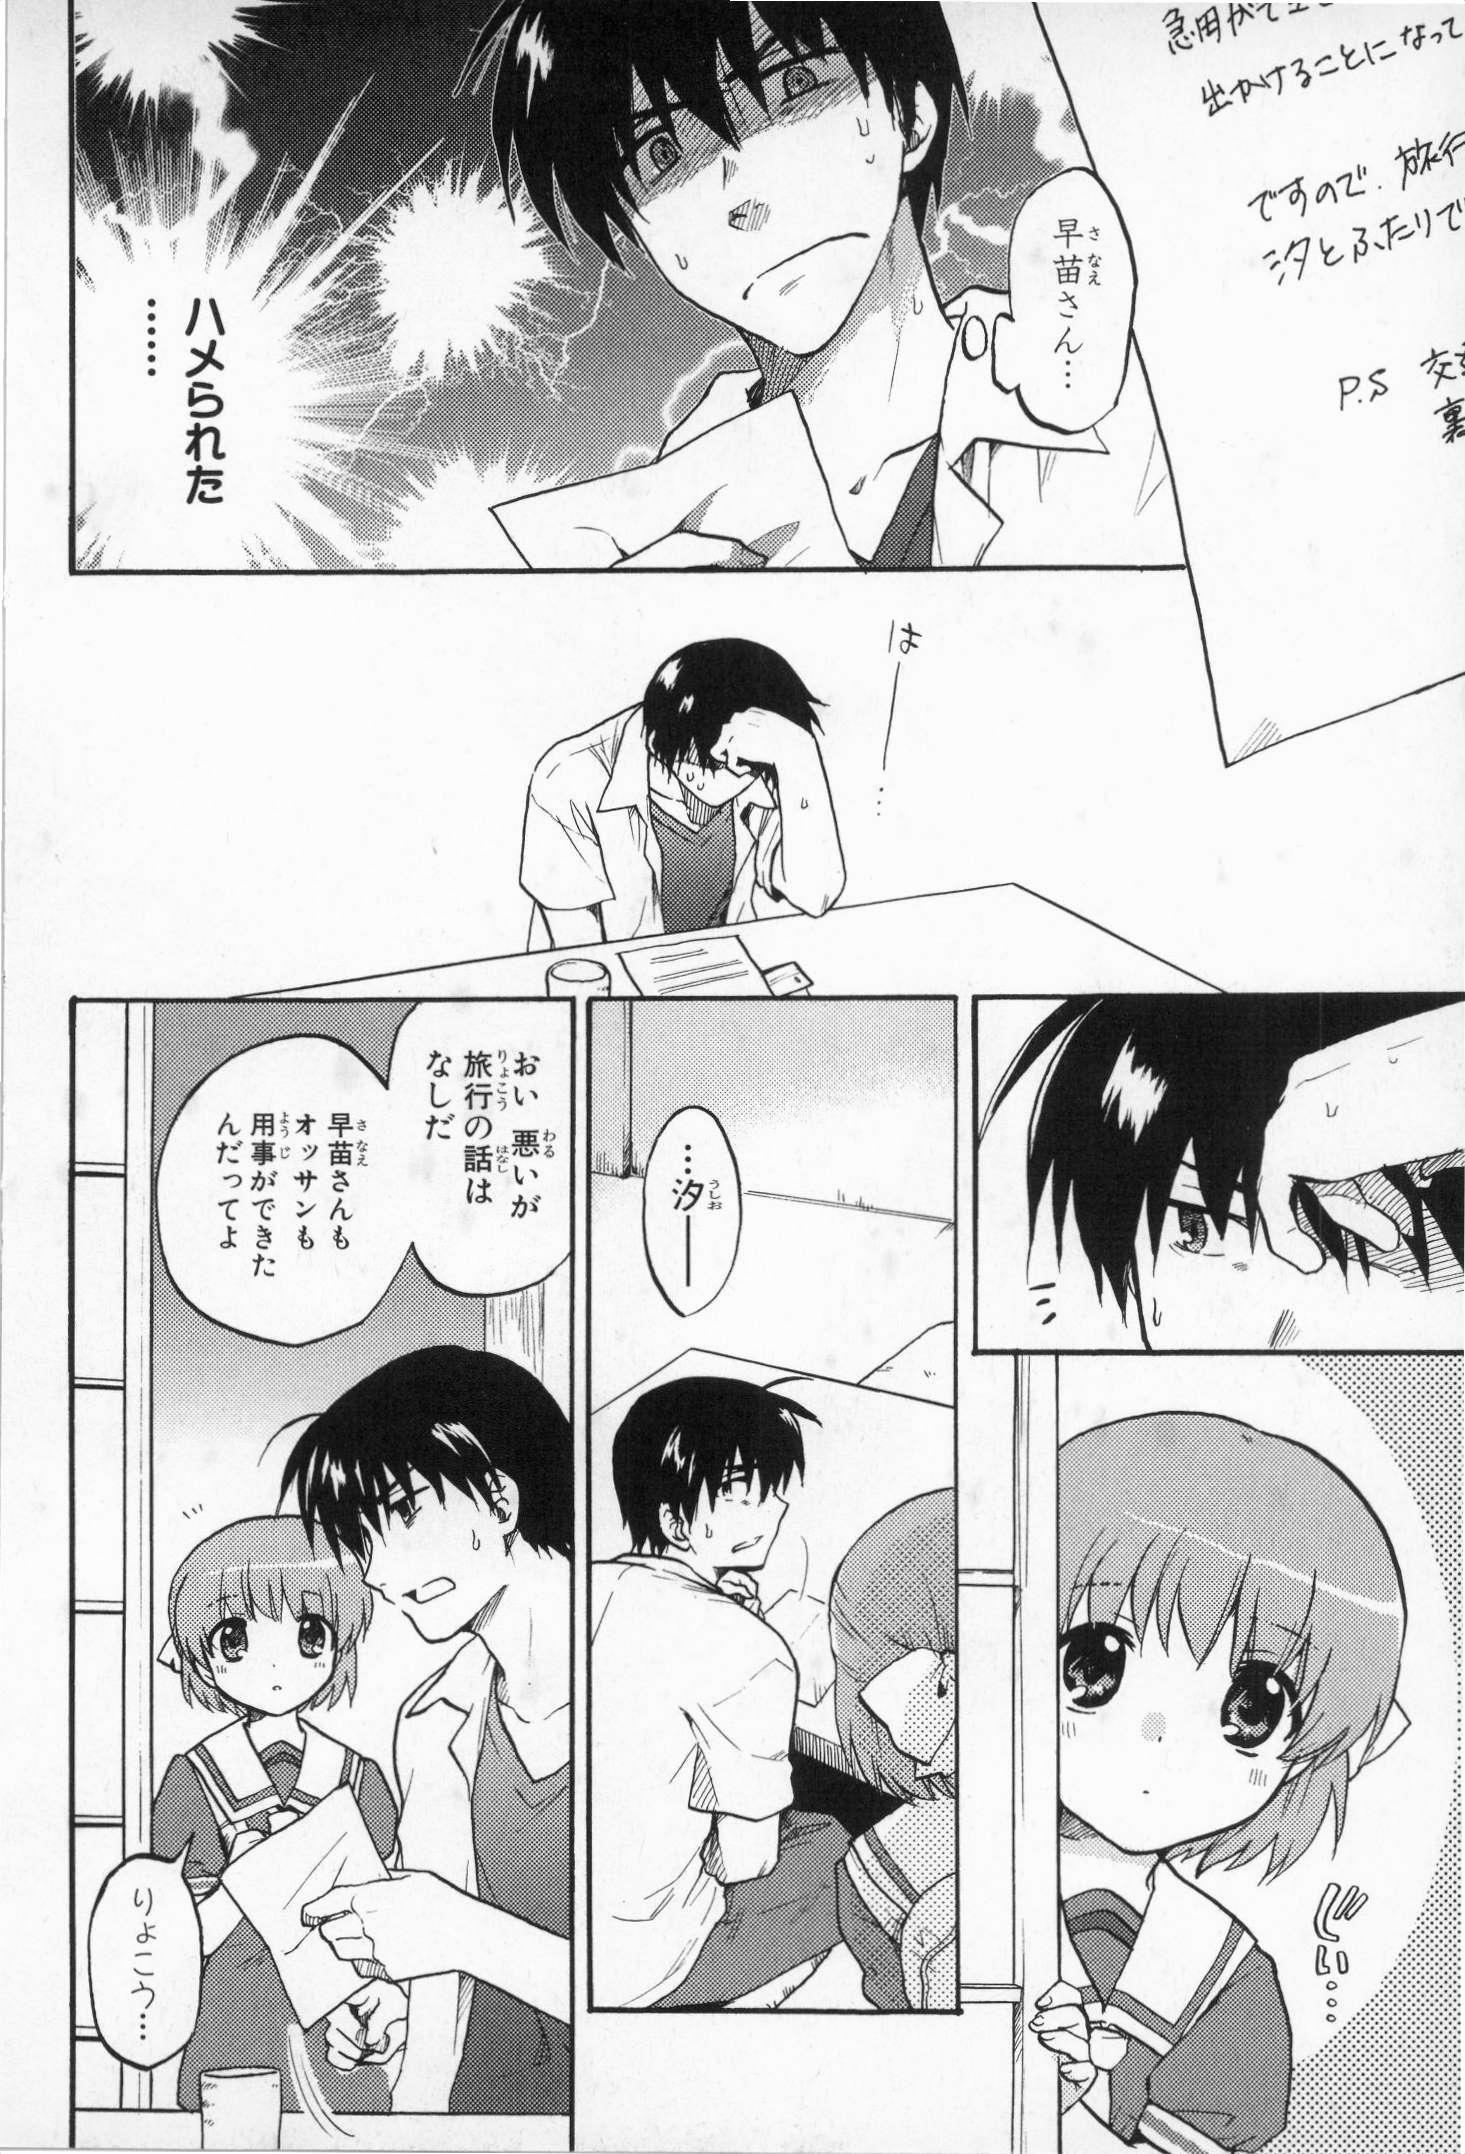 急用ができ
出かけることになって
ですので、旅行
汐とふたりで
P.S 交
裏
早苗さん…
ハメられた
……
はー…
じぃ…
…汐――
おい 悪いが
旅行の話は
なしだ
早苗さんも
オッサンも
用事ができた
んだってよ
りょこう…